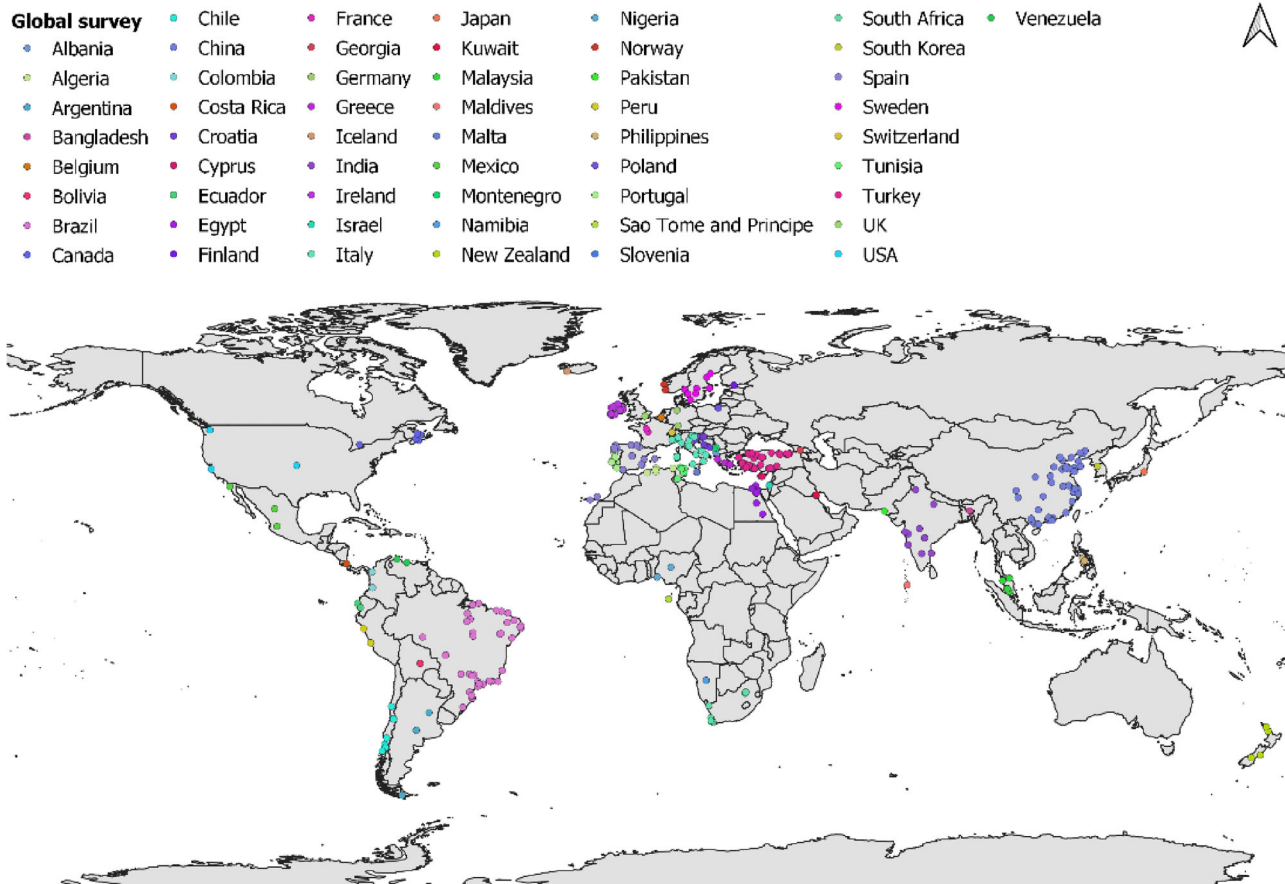 Global survey
Albania
Algeria
Argentina
Bangladesh
Belgium
Bolivia
Brazil
Canada
Chile
China
Colombia
Costa Rica
Croatia
Cyprus
Ecuador
Egypt
Finland
France
Georgia
Germany
Greece
Iceland
India
Ireland
Israel
Italy
Japan
Kuwait
Malaysia
Maldives
Malta
Mexico
Montenegro
Namibia
New Zealand
Nigeria
Norway
Pakistan
Peru
Philippines
Poland
Portugal
Sao Tome and Principe
Slovenia
South Africa
South Korea
Spain
Sweden
Switzerland
Tunisia
Turkey
UK
USA
Venezuela